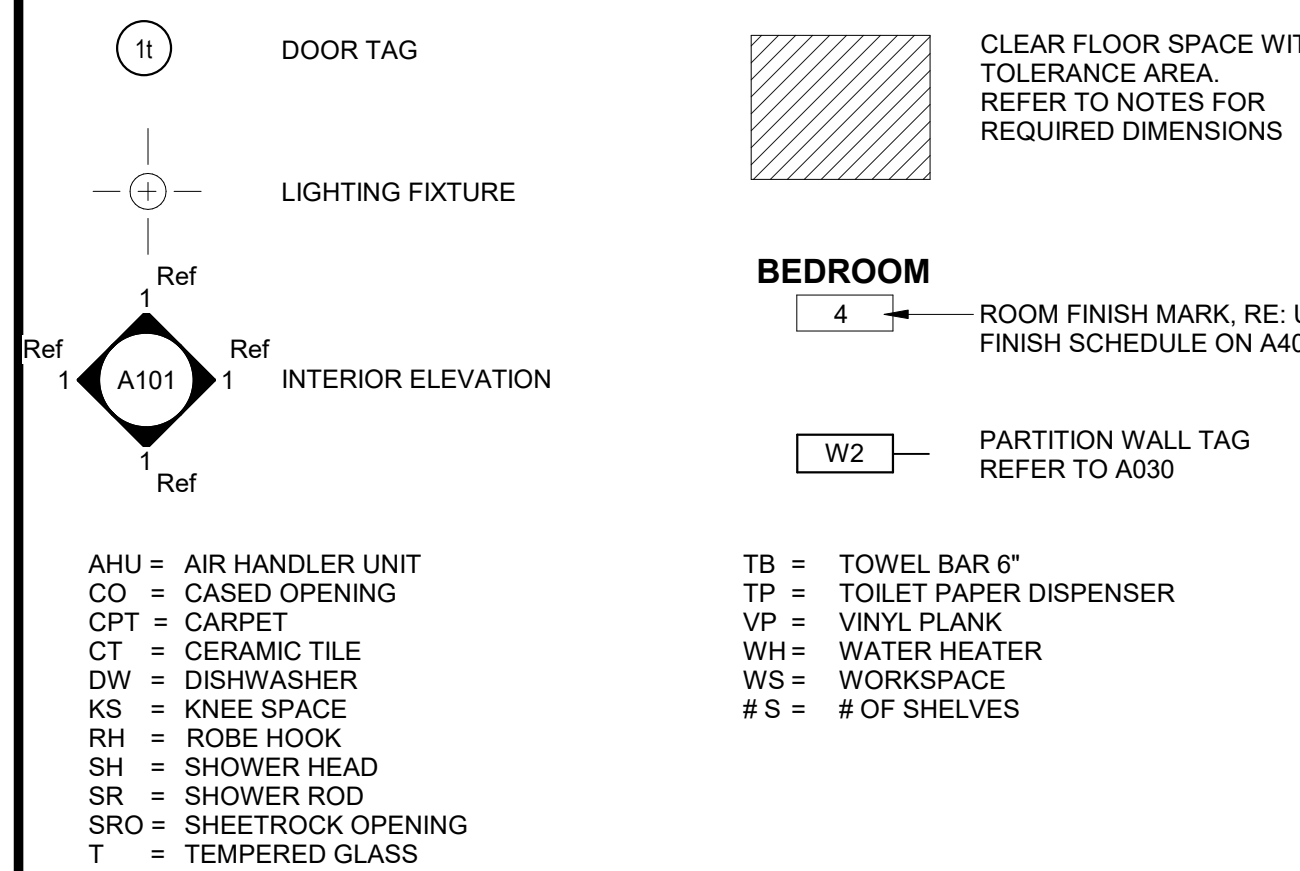 1t
DOOR TAG
LIGHTING FIXTURE
Ref
1
Ref
1
A101
Ref
1
INTERIOR ELEVATION
1
Ref
AHU = AIR HANDLER UNIT
CO = CASED OPENING
CPT = CARPET
CT = CERAMIC TILE
DW = DISHWASHER
KS = KNEE SPACE
RH = ROBE HOOK
SH = SHOWER HEAD
SR = SHOWER ROD
SRO = SHEETROCK OPENING
T = TEMPERED GLASS
CLEAR FLOOR SPACE
TOLERANCE AREA.
REFER TO NOTES FOR
REQUIRED DIMENSIONS
BEDROOM
4
ROOM FINISH MARK, RE:
FINISH SCHEDULE ON
W2
PARTITION WALL TAG
REFER TO A030
TB = TOWEL BAR 6"
TP = TOILET PAPER DISPENSER
VP = VINYL PLANK
WH = WATER HEATER
WS = WORKSPACE
# S = # OF SHELVES